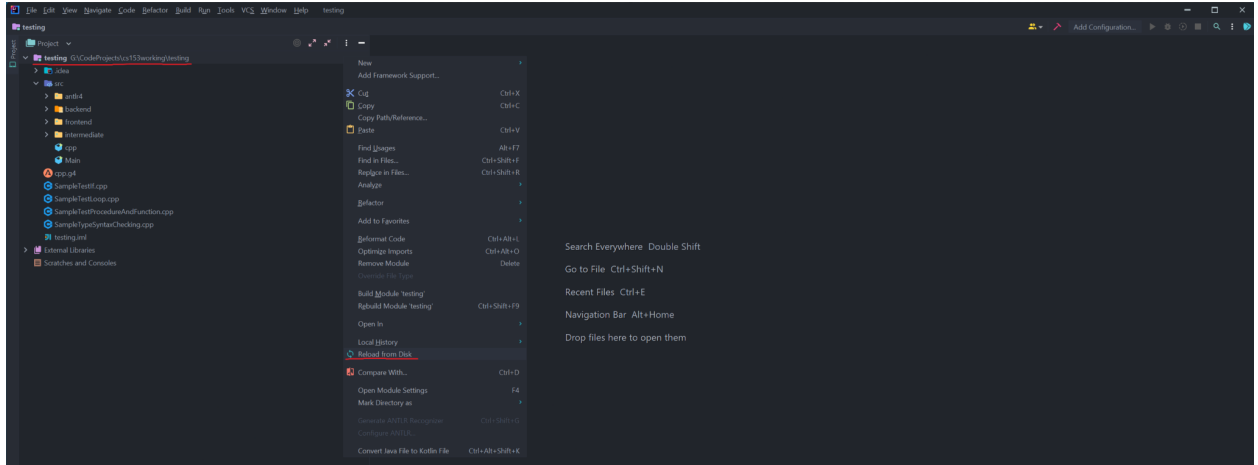 File Edit View Navigate Code Refactor Build Run Tools VCS Window Help testing
testing Add Configuration...
Project
Project
testing G:\CodeProjects\cs153working\testing
.idea
src
antlr4
backend
frontend
intermediate
cpp
Main
cpp.g4
SampleTestIf.cpp
SampleTestLoop.cpp
SampleTestProcedureAndFunction.cpp
SampleTypeSyntaxChecking.cpp
testing.iml
External Libraries
Scratches and Consoles
New
Add Framework Support...
Cut Ctrl+X
Copy Ctrl+C
Copy Path/Reference...
Paste Ctrl+V
Find Usages Alt+F7
Find in Files... Ctrl+Shift+F
Replace in Files... Ctrl+Shift+R
Analyze
Refactor
Add to Favorites
Reformat Code Ctrl+Alt+L
Optimize Imports Ctrl+Alt+O
Remove Module Delete
Override File Type
Build Module 'testing'
Rebuild Module 'testing' Ctrl+Shift+F9
Open In
Local History
Reload from Disk
Compare With... Ctrl+D
Open Module Settings F4
Mark Directory as
Generate ANTLR Recognizer Ctrl+Shift+G
Configure ANTLR...
Convert Java File to Kotlin File Ctrl+Alt+Shift+K
Search Everywhere Double Shift
Go to File Ctrl+Shift+N
Recent Files Ctrl+E
Navigation Bar Alt+Home
Drop files here to open them